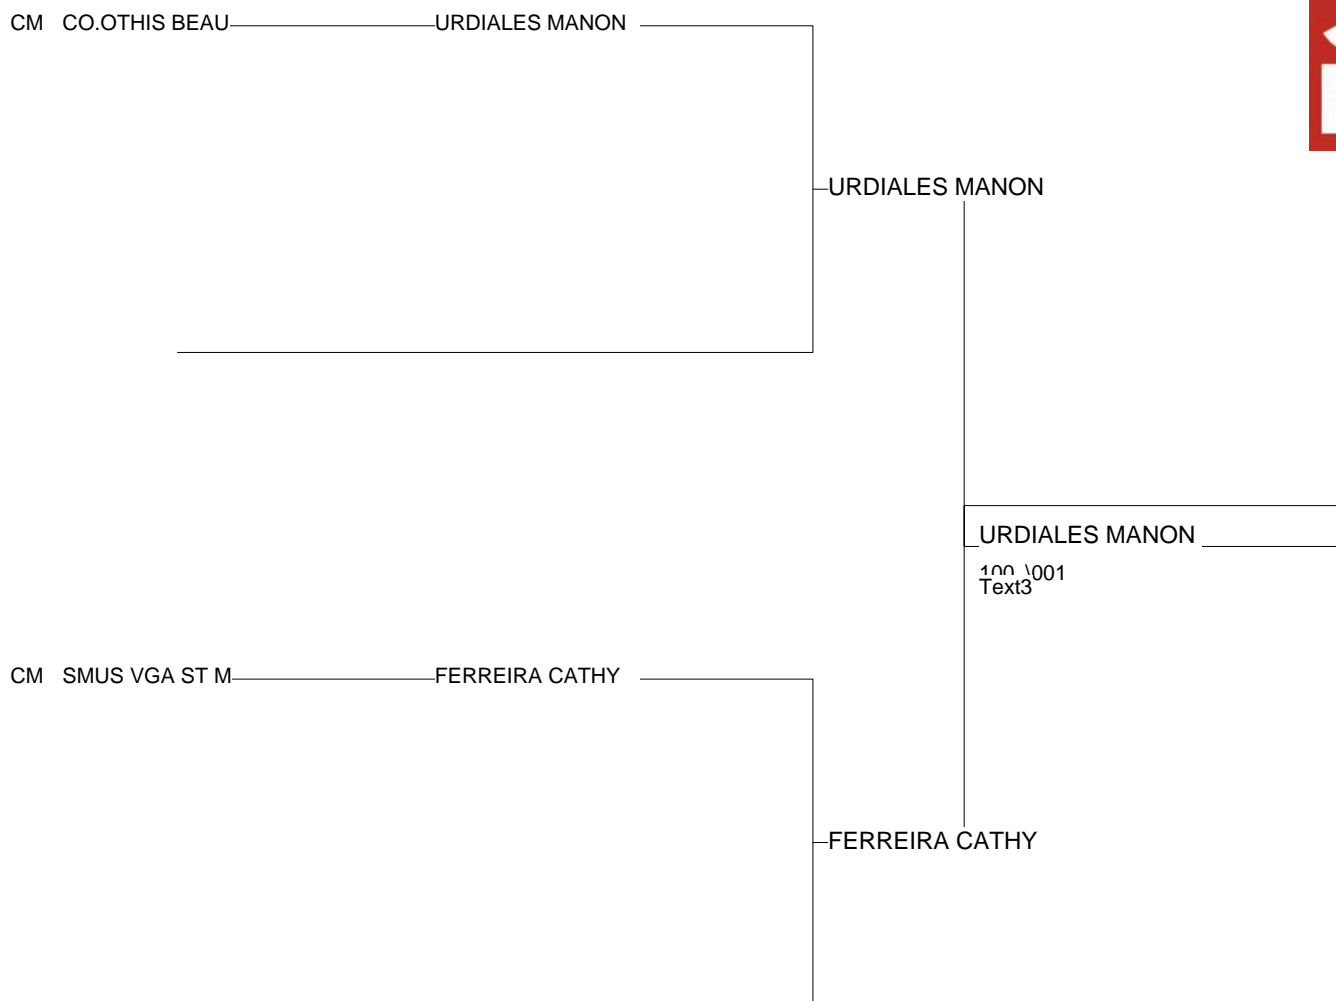 CM CO.OTHIS BEAU URDIALES MANON
URDIALES MANON
URDIALES MANON
100 \001
Text3
CM SMUS VGA ST M FERREIRA CATHY
FERREIRA CATHY